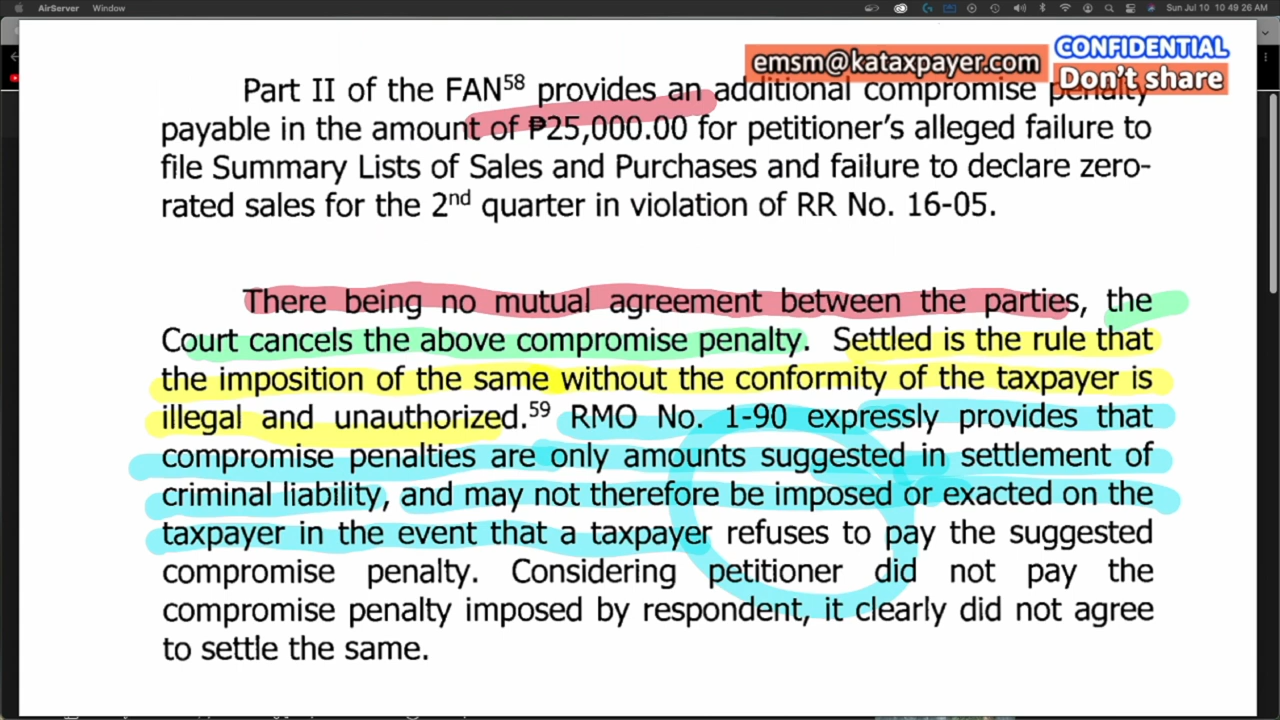 AirServer Window Sun Jul 10 10:49:26 AM
emsm@kataxpayer.com CONFIDENTIAL
Don't share
Part II of the FAN58 provides an additional compromise penalty
payable in the amount of ₱25,000.00 for petitioner's alleged failure to
file Summary Lists of Sales and Purchases and failure to declare zero-
rated sales for the 2nd quarter in violation of RR No. 16-05.
There being no mutual agreement between the parties, the
Court cancels the above compromise penalty. Settled is the rule that
the imposition of the same without the conformity of the taxpayer is
illegal and unauthorized.59 RMO No. 1-90 expressly provides that
compromise penalties are only amounts suggested in settlement of
criminal liability, and may not therefore be imposed or exacted on the
taxpayer in the event that a taxpayer refuses to pay the suggested
compromise penalty. Considering petitioner did not pay the
compromise penalty imposed by respondent, it clearly did not agree
to settle the same.